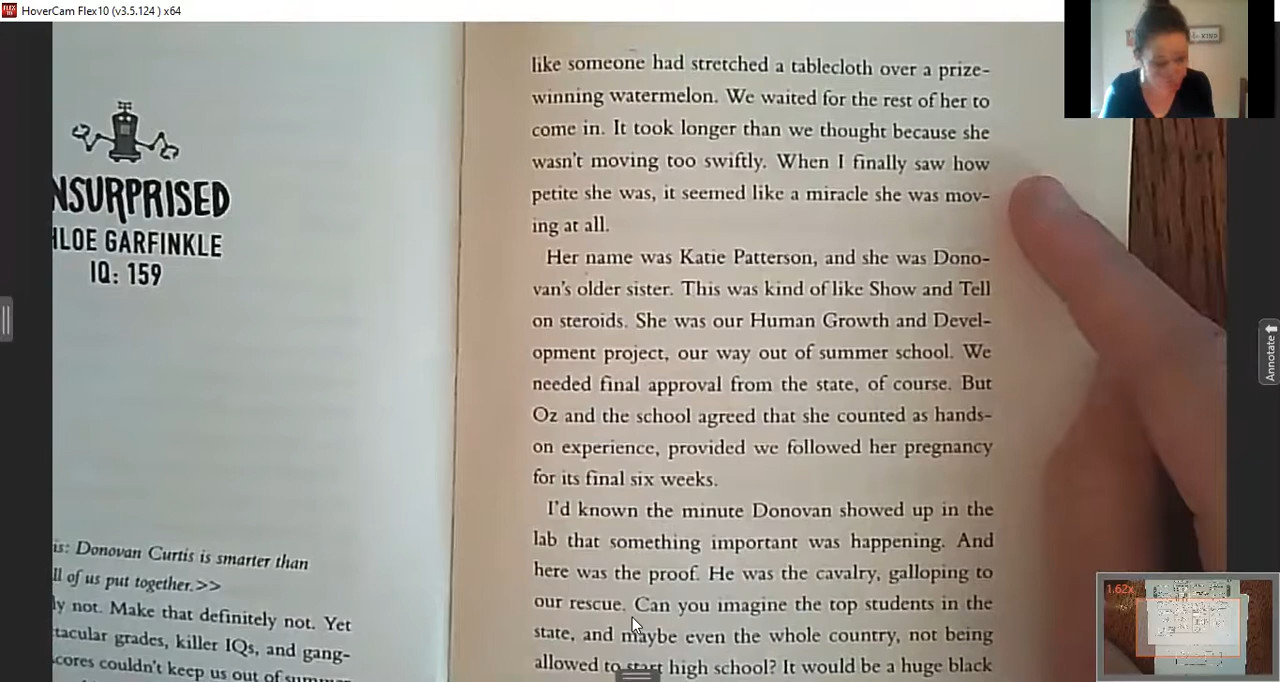 HoverCam Flex10 (v3.5.124 ) x64
KIND
NSURPRISED
HLOE GARFINKLE
IQ: 159
is: Donovan Curtis is smarter than
ll of us put together.>>
ly not. Make that definitely not. Yet
tacular grades, killer IQs, and gang-
scores couldn't keep us out of summer
like someone had stretched a tablecloth over a prize-
winning watermelon. We waited for the rest of her to
come in. It took longer than we thought because she
wasn't moving too swiftly. When I finally saw how
petite she was, it seemed like a miracle she was mov-
ing at all.
Her name was Katie Patterson, and she was Dono-
van's older sister. This was kind of like Show and Tell
on steroids. She was our Human Growth and Devel-
opment project, our way out of summer school. We
needed final approval from the state, of course. But
Oz and the school agreed that she counted as hands-
on experience, provided we followed her pregnancy
for its final six weeks.
I'd known the minute Donovan showed up in the
lab that something important was happening. And
here was the proof. He was the cavalry, galloping to
our rescue. Can you imagine the top students in the
state, and maybe even the whole country, not being
allowed to start high school? It would be a huge black
Annotate
1.62x